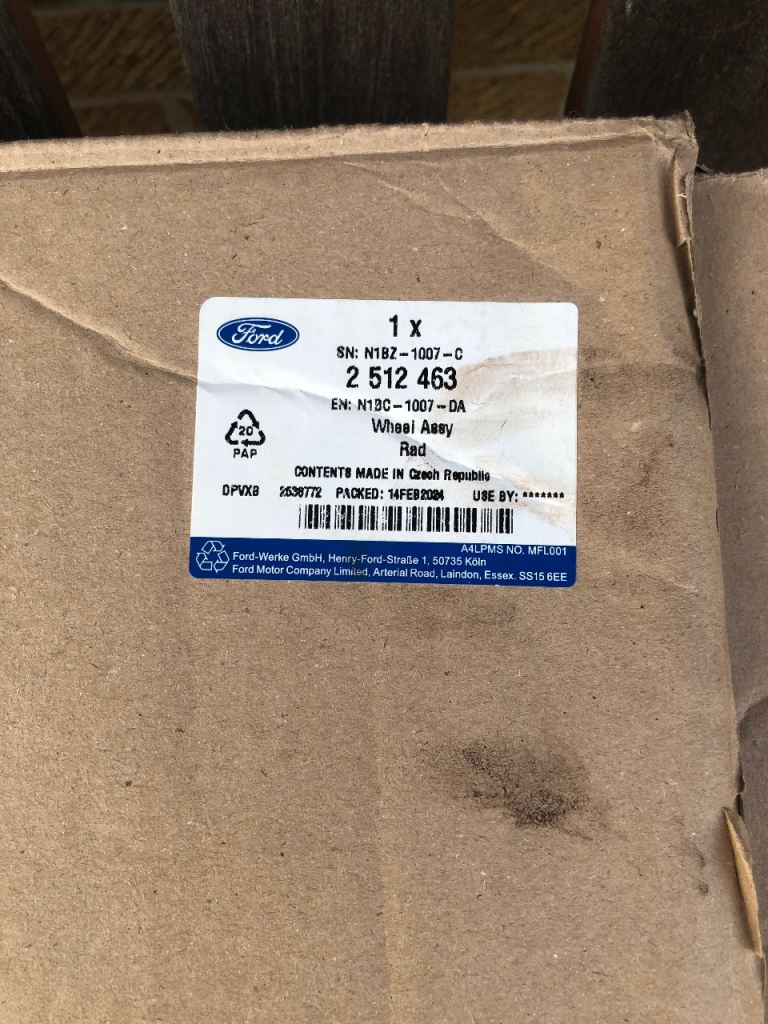 Ford
1 x
SN: N1BZ-1007-C
2 512 463
EN: N1BC-1007-DA
Wheel Assy
Rad
20
PAP
CONTENTS MADE IN Czech Republic
DPVXB 2538772 PACKED: 14FEB2024 USE BY: *******
A4LPMS NO. MFL001
Ford-Werke GmbH, Henry-Ford-Straße 1, 50735 Köln
Ford Motor Company Limited, Arterial Road, Laindon, Essex. SS15 6EE